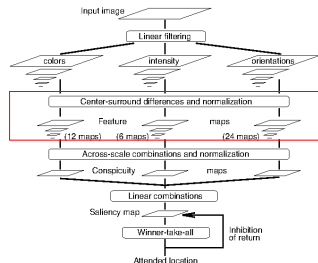 Input image
Linear filtering
colors intensity orientations
Center-surround differences and normalization
Feature maps
(12 maps) (6 maps) (24 maps)
Across-scale combinations and normalization
Conspicuity maps
Linear combinations
Saliency map
Winner-take-all
Inhibition
of return
Attended location